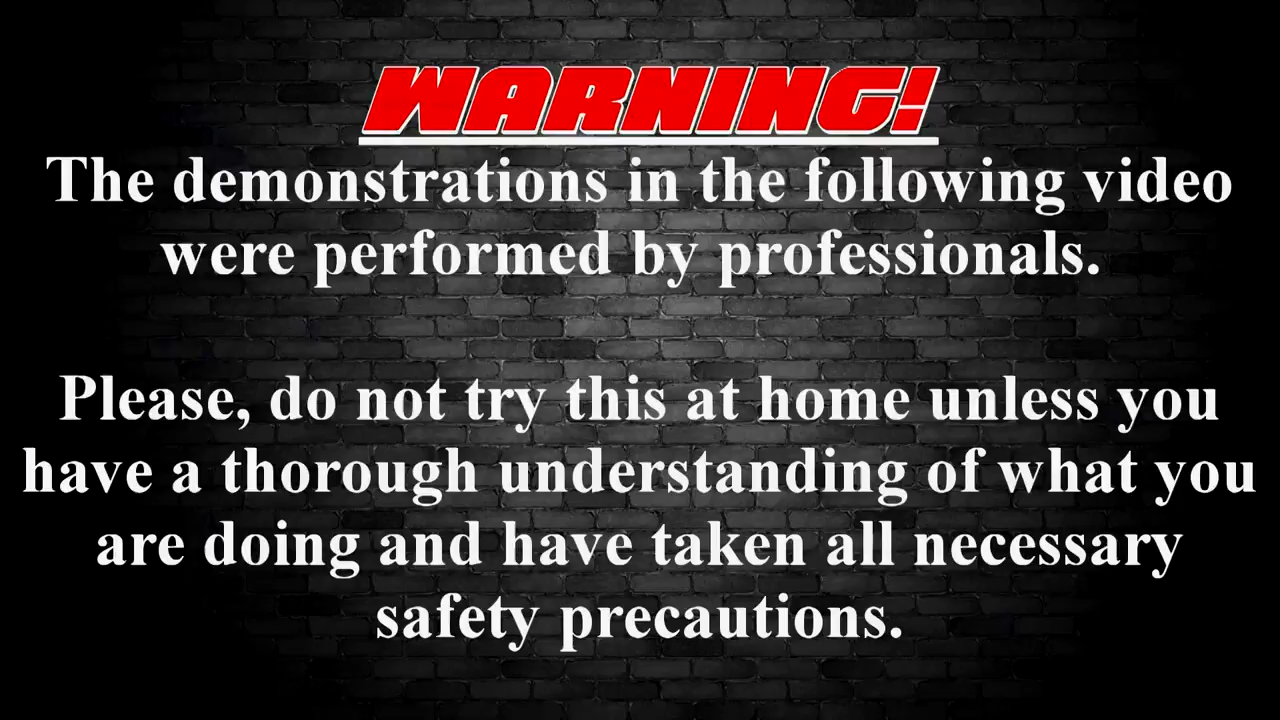 WARNING!
The demonstrations in the following video
were performed by professionals.
Please, do not try this at home unless you
have a thorough understanding of what you
are doing and have taken all necessary
safety precautions.